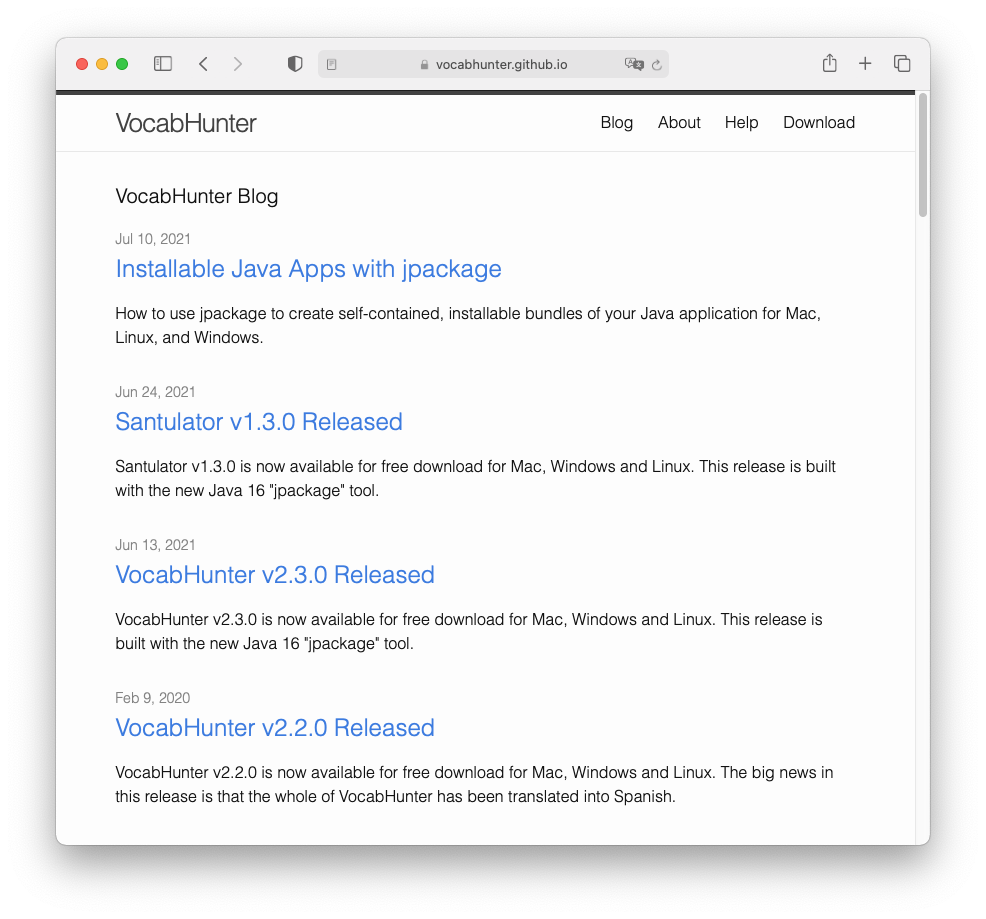 vocabhunter.github.io
VocabHunter
Blog About Help Download
VocabHunter Blog
Jul 10, 2021
Installable Java Apps with jpackage
How to use jpackage to create self-contained, installable bundles of your Java application for Mac,
Linux, and Windows.
Jun 24, 2021
Santulator v1.3.0 Released
Santulator v1.3.0 is now available for free download for Mac, Windows and Linux. This release is built
with the new Java 16 "jpackage" tool.
Jun 13, 2021
VocabHunter v2.3.0 Released
VocabHunter v2.3.0 is now available for free download for Mac, Windows and Linux. This release is
built with the new Java 16 "jpackage" tool.
Feb 9, 2020
VocabHunter v2.2.0 Released
VocabHunter v2.2.0 is now available for free download for Mac, Windows and Linux. The big news in
this release is that the whole of VocabHunter has been translated into Spanish.